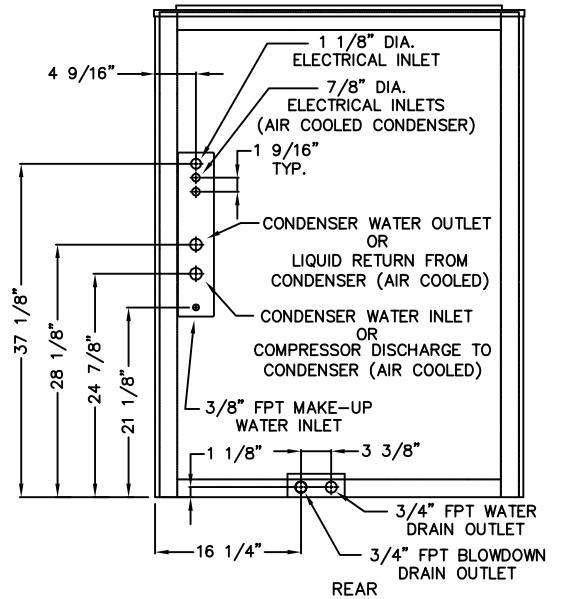 1 1/8" DIA.
ELECTRICAL INLET
4 9/16"
7/8" DIA.
ELECTRICAL INLETS
(AIR COOLED CONDENSER)
1 9/16"
TYP.
CONDENSER WATER OUTLET
OR
LIQUID RETURN FROM
CONDENSER (AIR COOLED)
CONDENSER WATER INLET
OR
COMPRESSOR DISCHARGE TO
CONDENSER (AIR COOLED)
37 1/8"
28 1/8"
24 7/8"
21 1/8"
3/8" FPT MAKE-UP
WATER INLET
1 1/8"
3 3/8"
3/4" FPT WATER
DRAIN OUTLET
16 1/4"
3/4" FPT BLOWDOWN
DRAIN OUTLET
REAR